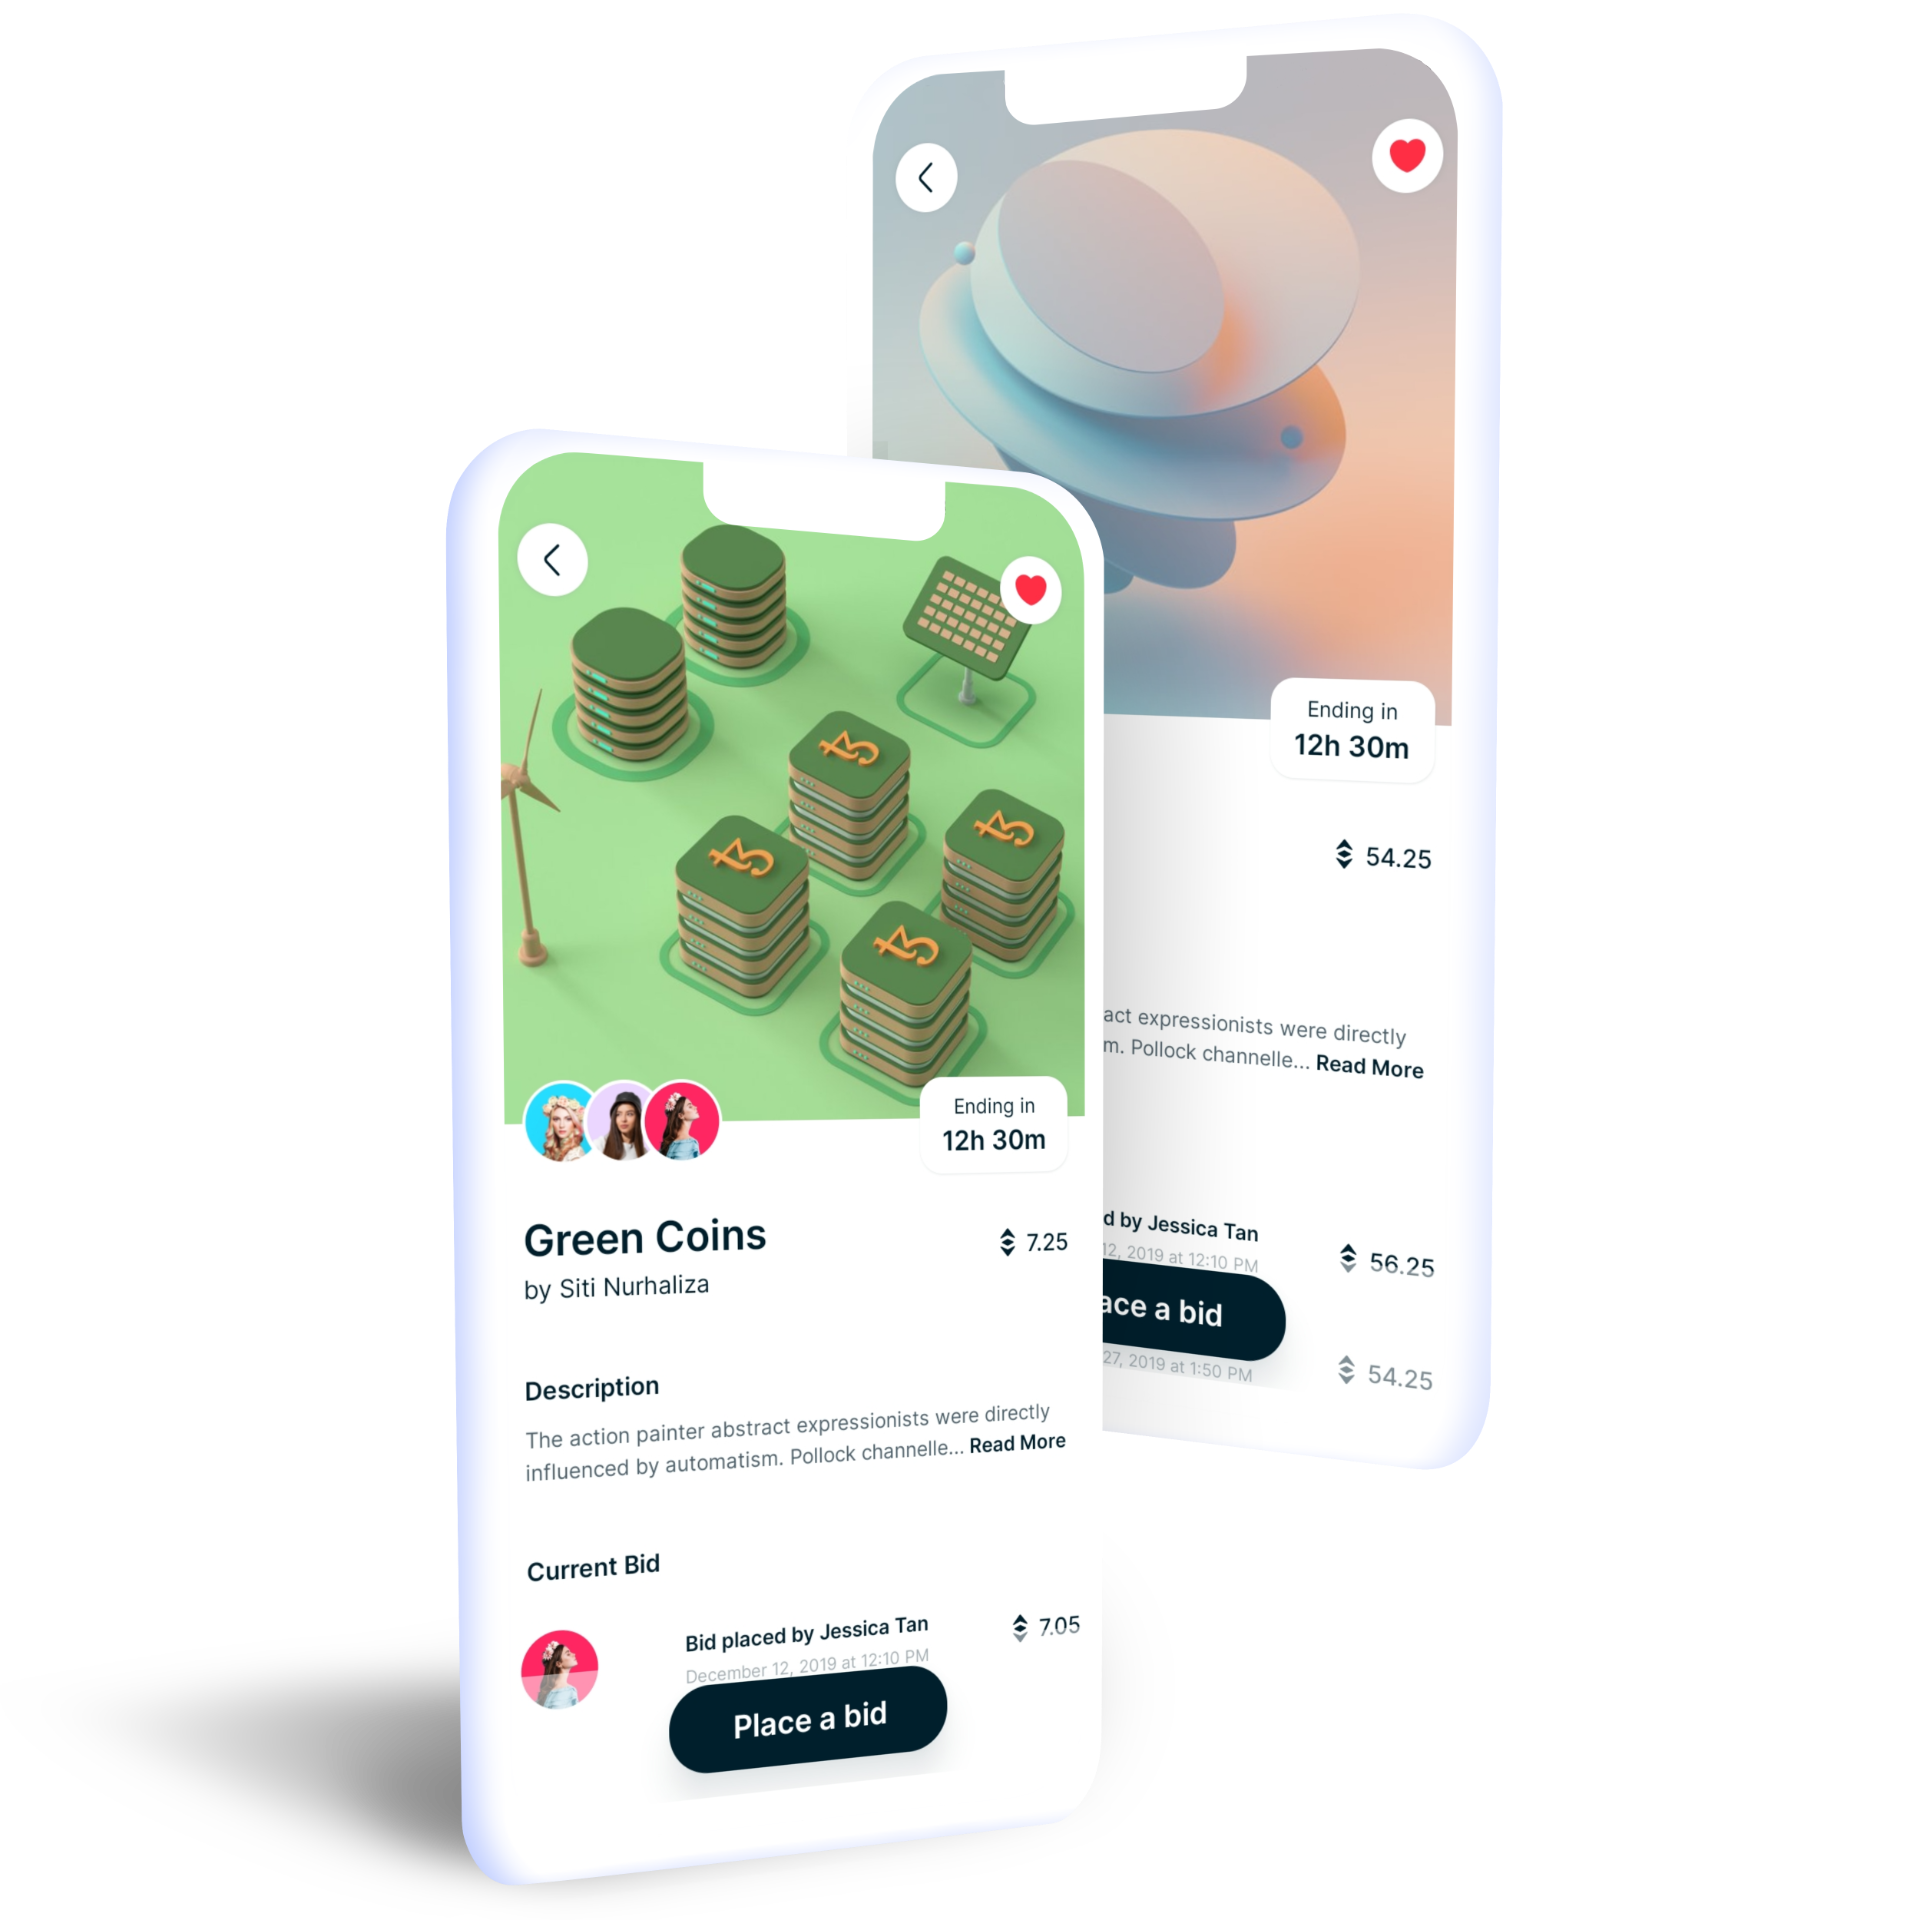 Ending in
12h 30m
54.25
act expressionists were directly
m. Pollock channelle... Read More
d by Jessica Tan
12, 2019 at 12:10 PM
56.25
ace a bid
27, 2019 at 1:50 PM
54.25
Ending in
12h 30m
Green Coins
7.25
by Siti Nurhaliza
Description
The action painter abstract expressionists were directly
influenced by automatism. Pollock channelle... Read More
Current Bid
Bid placed by Jessica Tan
7.05
December 12, 2019 at 12:10 PM
Place a bid